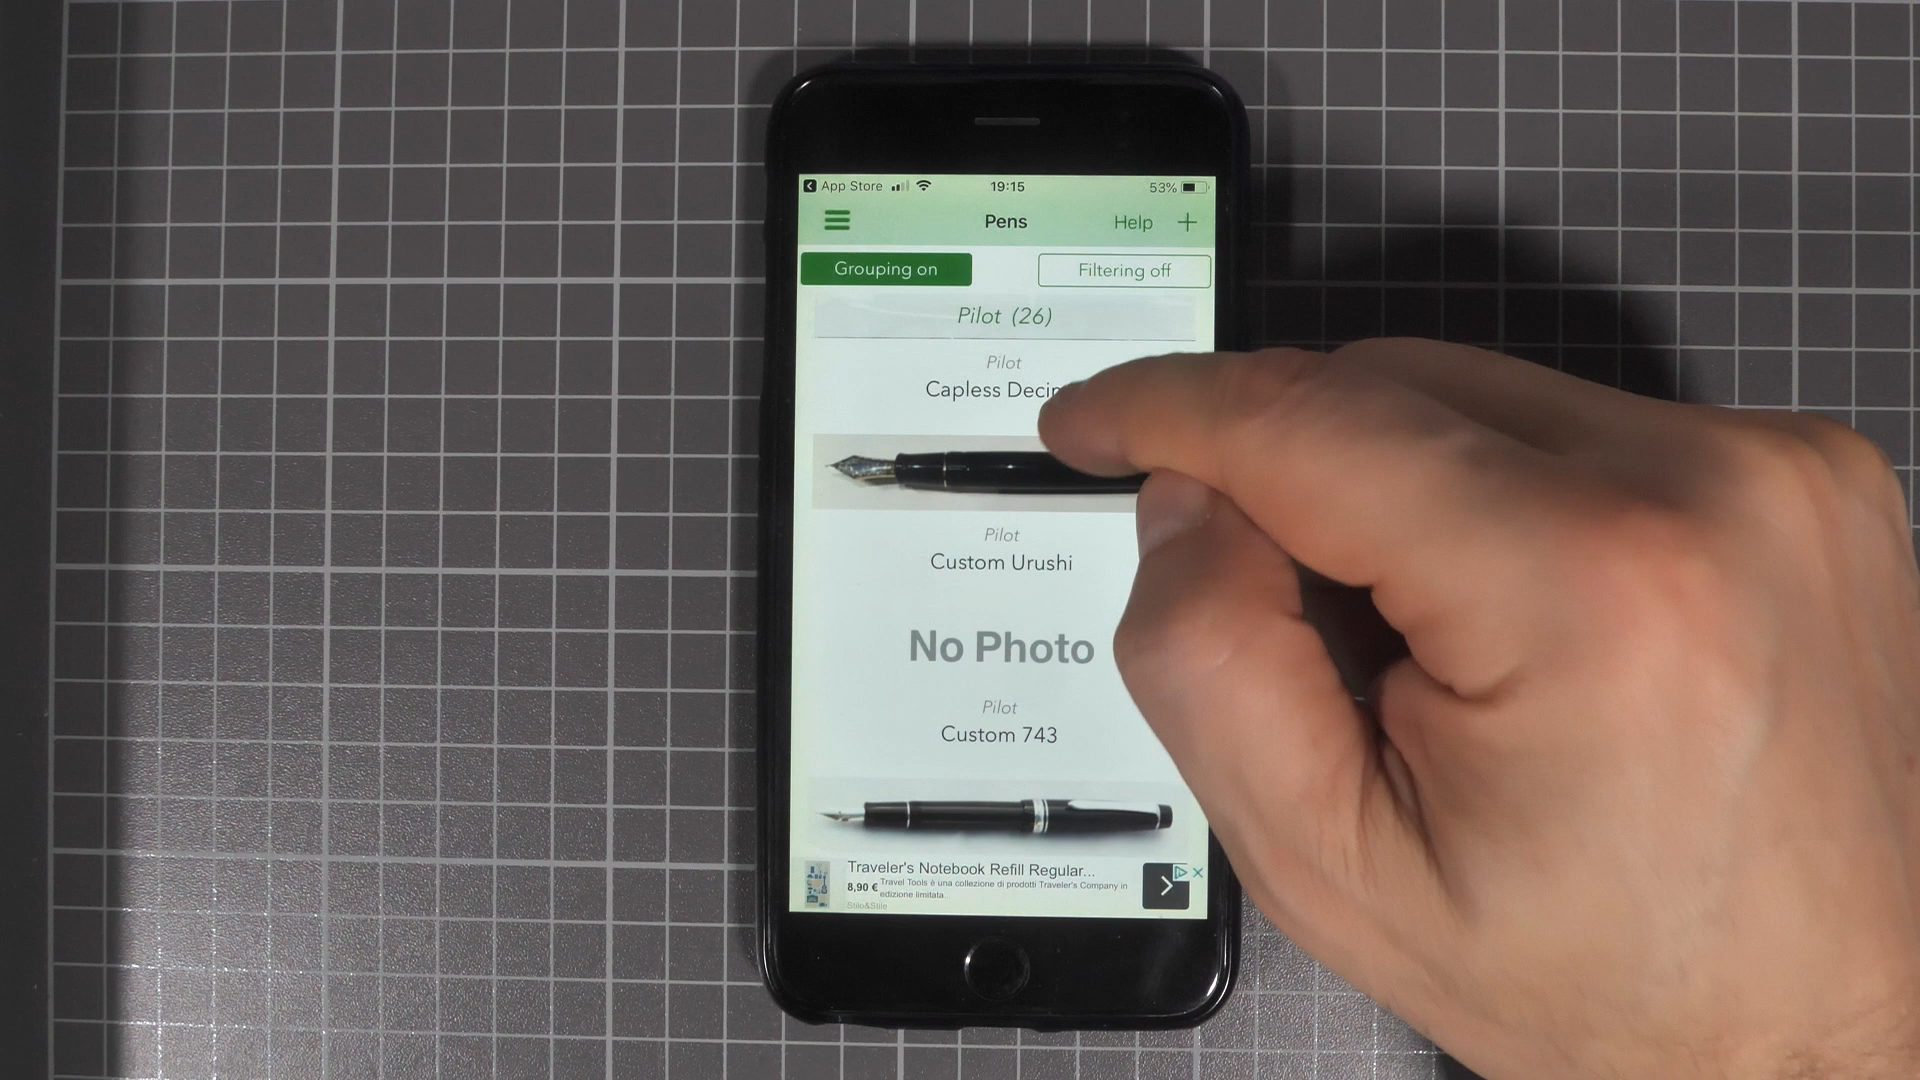 App Store 19:15 53%
Pens Help
Grouping on Filtering off
Pilot (26)
Pilot
Capless
Pilot
Custom Urushi
No Photo
Pilot
Custom 743
Traveler's Notebook Refill Regular...
8,90 € Travel Tools è una collezione di prodotti Traveler's Company in
edizione limitata...
Stilo&Stile